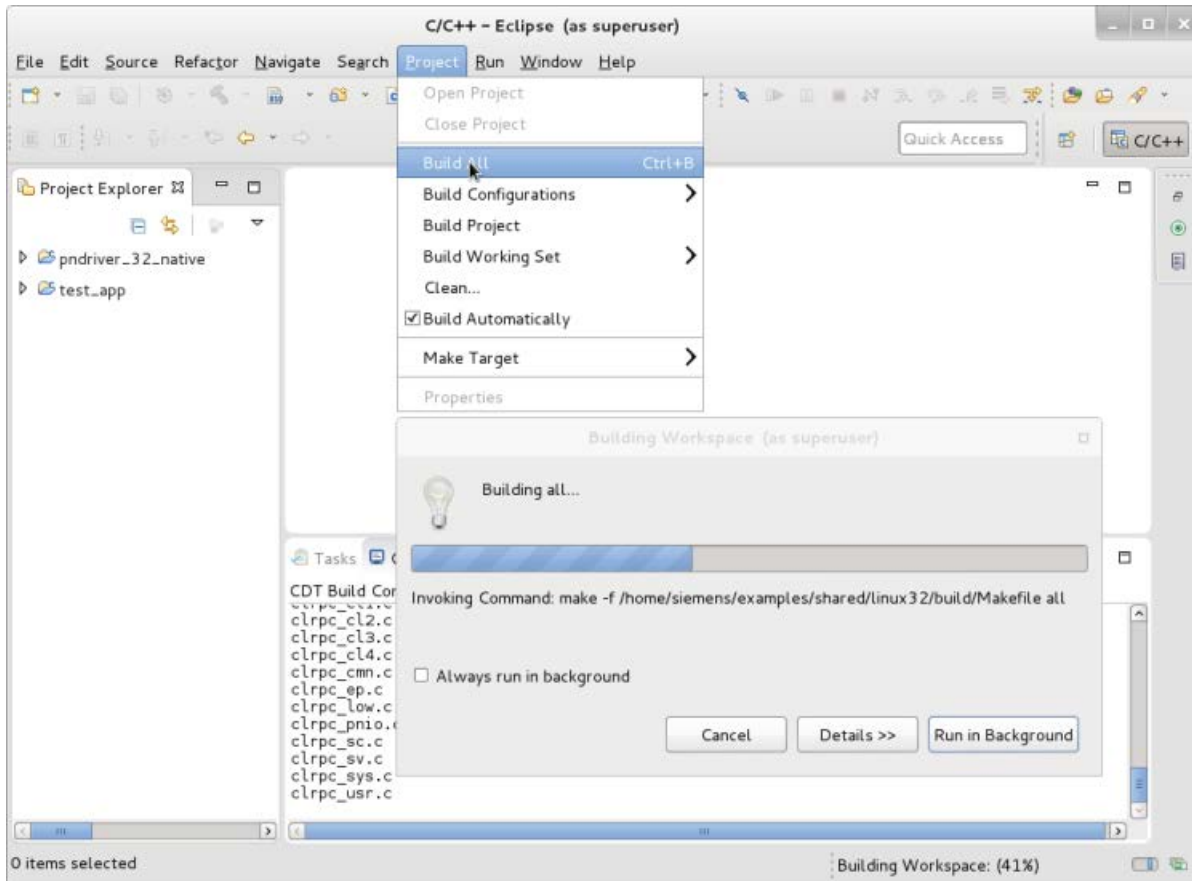 C/C++ - Eclipse (as superuser)
File Edit Source Refactor Navigate Search Project Run Window Help
Open Project
Close Project
Quick Access
C/C++
Build All Ctrl+B
Build Configurations
Build Project
Build Working Set
Clean...
Build Automatically
Make Target
Properties
Project Explorer
pndriver_32_native
test_app
Building Workspace (as superuser)
Building all...
Invoking Command: make -f /home/siemens/examples/shared/linux32/build/Makefile all
Always run in background
Cancel Details >> Run in Background
Tasks
CDT Build
clrpc_cl2.c
clrpc_cl3.c
clrpc_cl4.c
clrpc_cmn.c
clrpc_ep.c
clrpc_low.c
clrpc_pnio.
clrpc_sc.c
clrpc_sv.c
clrpc_sys.c
clrpc_usr.c
0 items selected
Building Workspace: (41%)